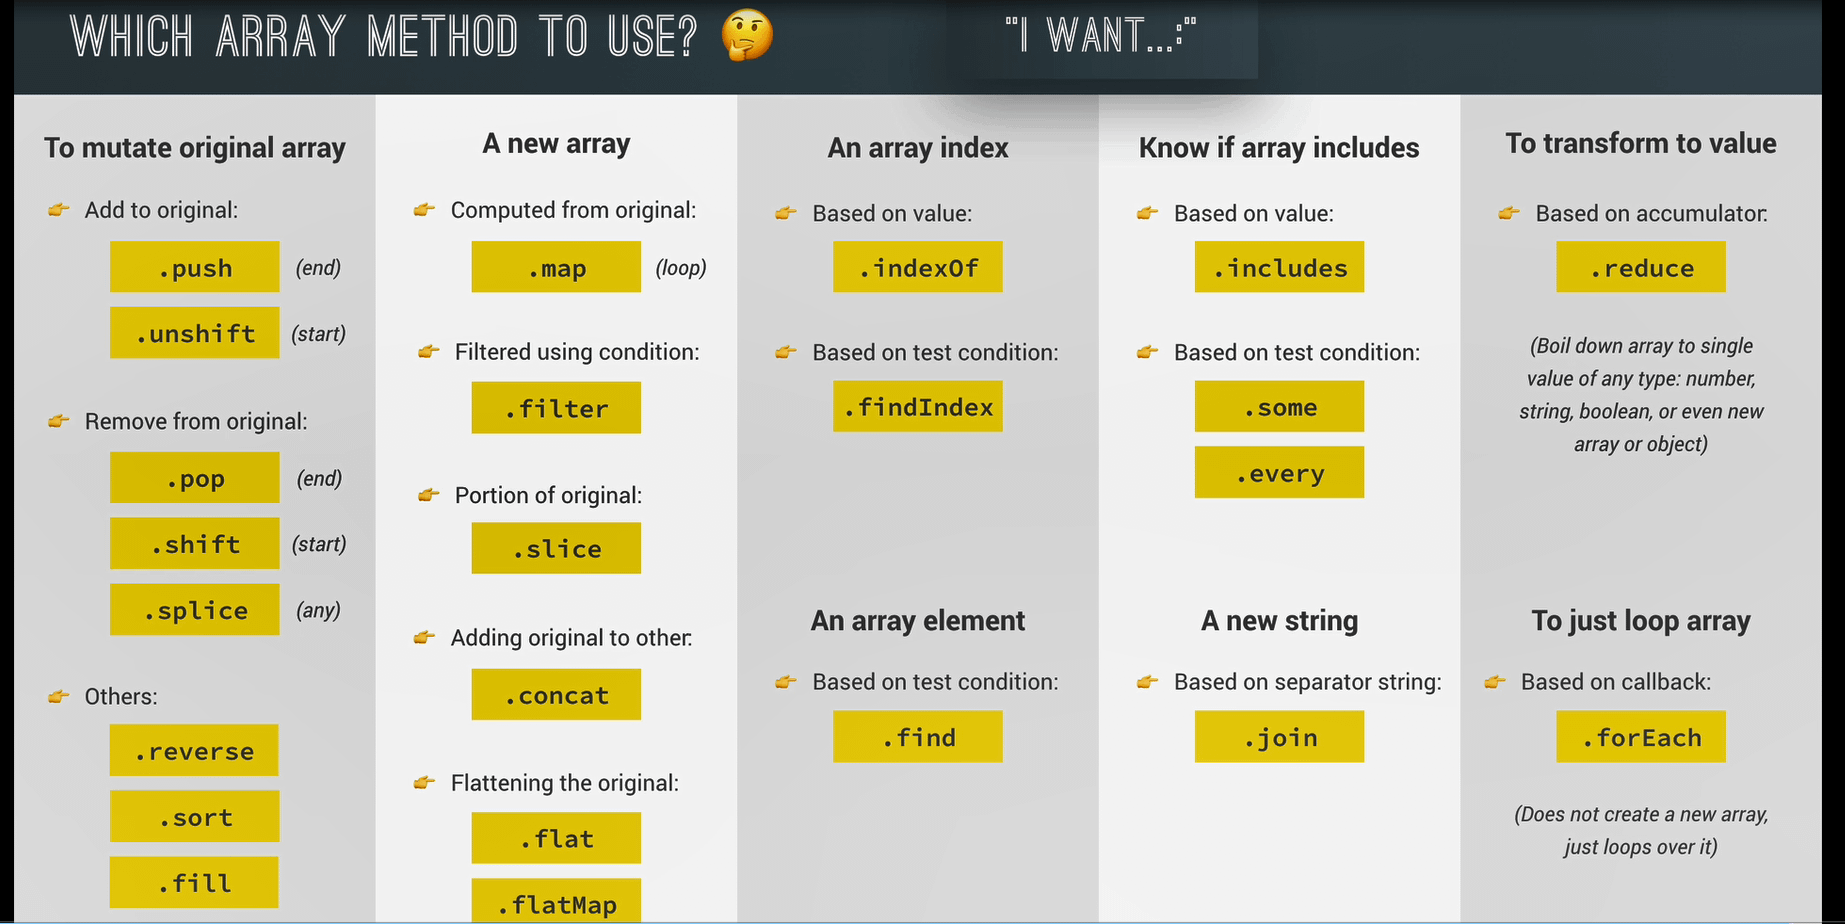 WHICH ARRAY METHOD TO USE? 🤔
"I WANT...:"
To mutate original array
👉 Add to original:
.push (end)
.unshift (start)
👉 Remove from original:
.pop (end)
.shift (start)
.splice (any)
👉 Others:
.reverse
.sort
.fill
A new array
👉 Computed from original:
.map (loop)
👉 Filtered using condition:
.filter
👉 Portion of original:
.slice
👉 Adding original to other:
.concat
👉 Flattening the original:
.flat
.flatMap
An array index
👉 Based on value:
.indexOf
👉 Based on test condition:
.findIndex
An array element
👉 Based on test condition:
.find
Know if array includes
👉 Based on value:
.includes
👉 Based on test condition:
.some
.every
A new string
👉 Based on separator string:
.join
To transform to value
👉 Based on accumulator:
.reduce
(Boil down array to single
value of any type: number,
string, boolean, or even new
array or object)
To just loop array
👉 Based on callback:
.forEach
(Does not create a new array,
just loops over it)